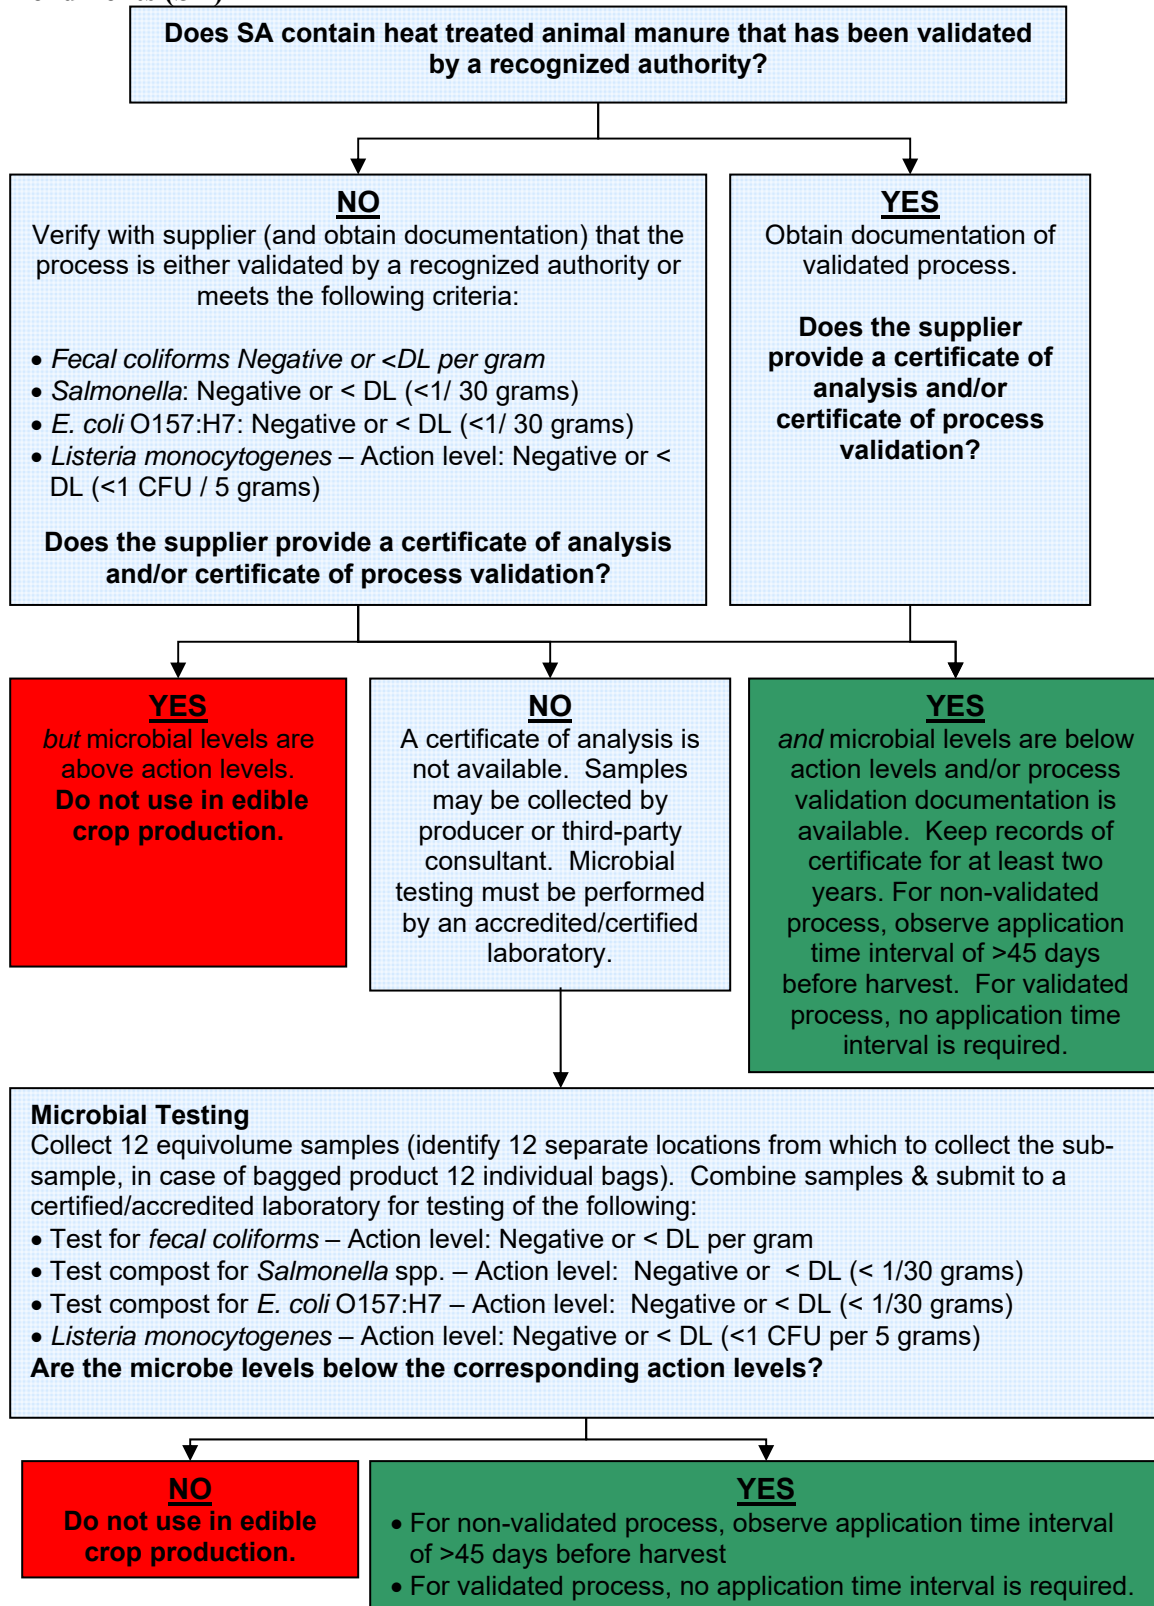 Does SA contain heat treated animal manure that has been validated
by a recognized authority?
NO
Verify with supplier (and obtain documentation) that the
process is either validated by a recognized authority or
meets the following criteria:
• Fecal coliforms Negative or <DL per gram
• Salmonella: Negative or < DL (<1/ 30 grams)
• E. coli O157:H7: Negative or < DL (<1/ 30 grams)
• Listeria monocytogenes – Action level: Negative or <
DL (<1 CFU / 5 grams)
Does the supplier provide a certificate of analysis
and/or certificate of process validation?
YES
Obtain documentation of
validated process.
Does the supplier
provide a certificate of
analysis and/or
certificate of process
validation?
YES
but microbial levels are
above action levels.
Do not use in edible
crop production.
NO
A certificate of analysis is
not available.  Samples
may be collected by
producer or third-party
consultant.  Microbial
testing must be performed
by an accredited/certified
laboratory.
YES
and microbial levels are below
action levels and/or process
validation documentation is
available.  Keep records of
certificate for at least two
years. For non-validated
process, observe application
time interval of >45 days
before harvest.  For validated
process, no application time
interval is required.
Microbial Testing
Collect 12 equivolume samples (identify 12 separate locations from which to collect the sub-
sample, in case of bagged product 12 individual bags).  Combine samples & submit to a
certified/accredited laboratory for testing of the following:
• Test for fecal coliforms – Action level: Negative or < DL per gram
• Test compost for Salmonella spp. – Action level:  Negative or  < DL (< 1/30 grams)
• Test compost for E. coli O157:H7 – Action level:  Negative or < DL (< 1/30 grams)
• Listeria monocytogenes – Action level: Negative or < DL (<1 CFU per 5 grams)
Are the microbe levels below the corresponding action levels?
NO
Do not use in edible
crop production.
YES
• For non-validated process, observe application time interval
of >45 days before harvest
• For validated process, no application time interval is required.